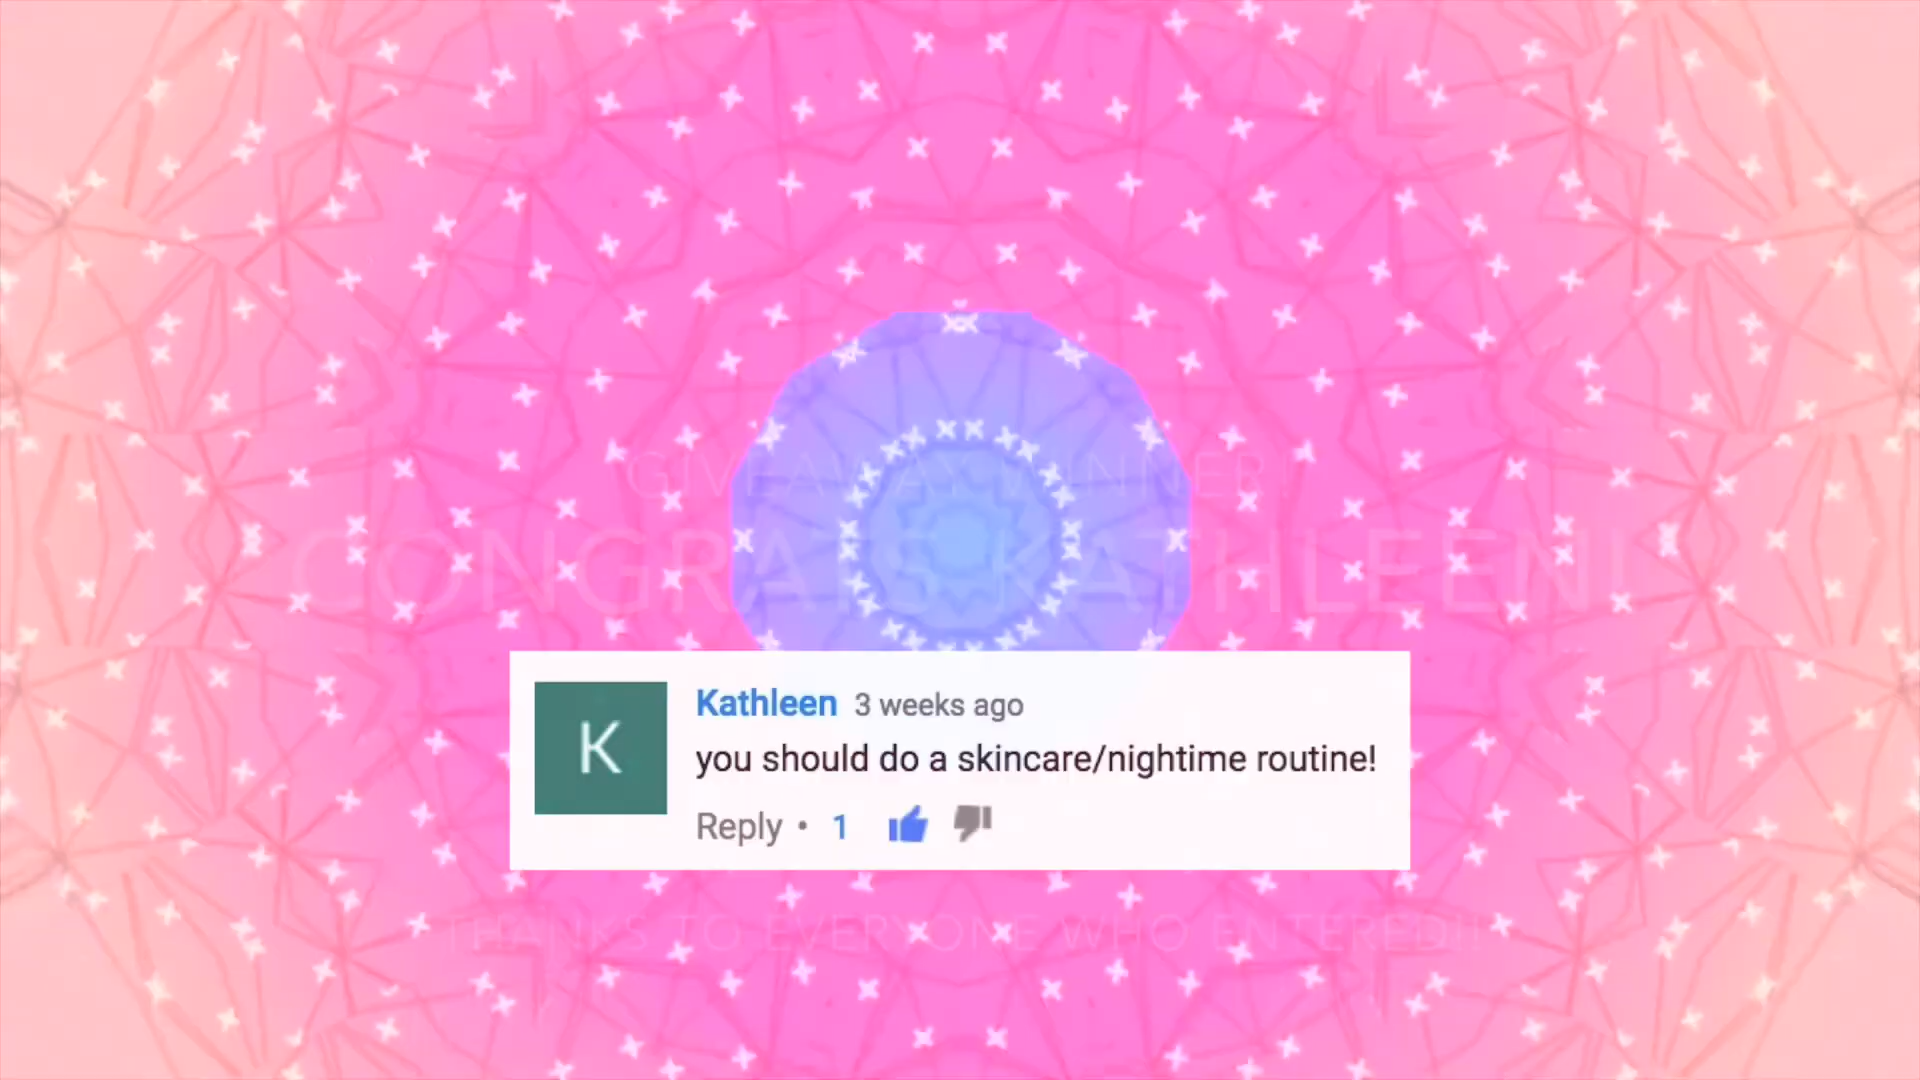 GIVEAWAY WINNER!
CONGRATS KATHLEEN!
K
Kathleen 3 weeks ago
you should do a skincare/nightime routine!
Reply • 1
THANKS TO EVERYONE WHO ENTERED!!